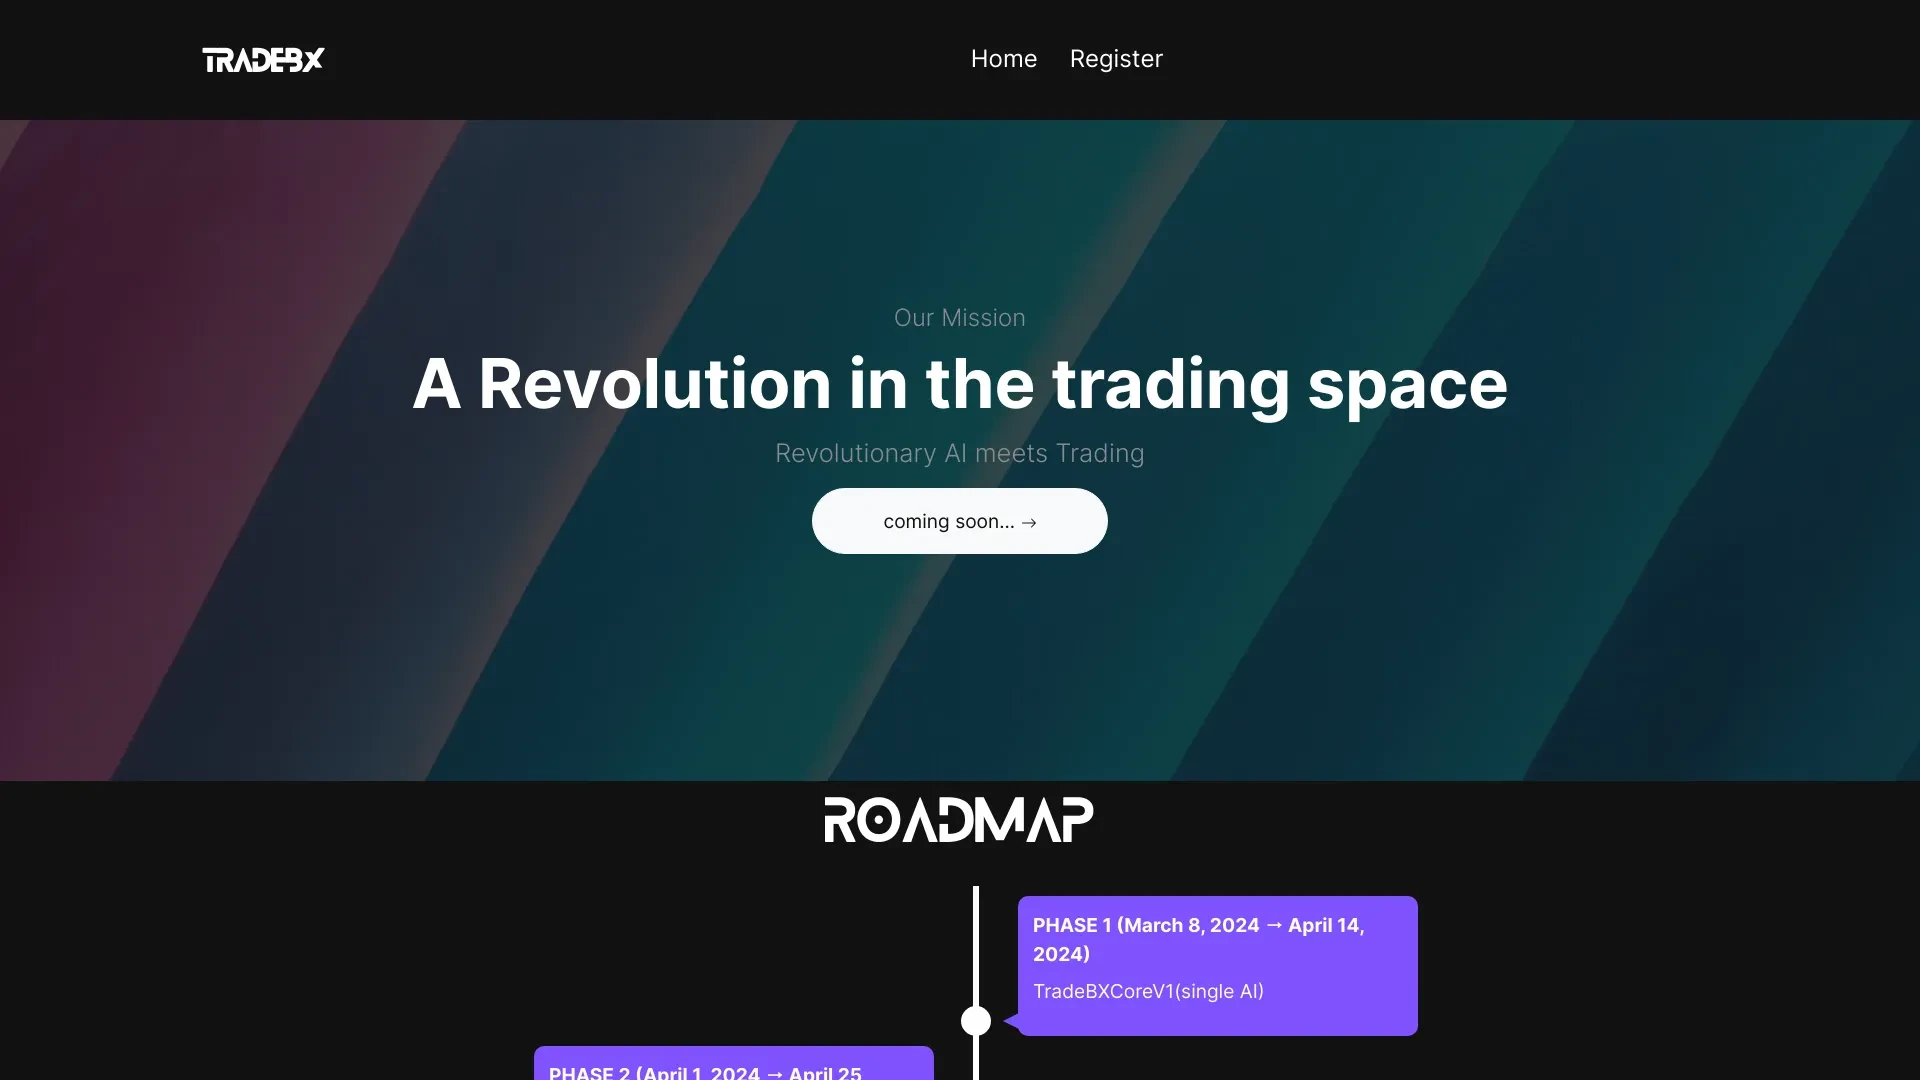 TRADEBX
Home
Register
Our Mission
A Revolution in the trading space
Revolutionary AI meets Trading
coming soon... →
ROADMAP
PHASE 1 (March 8, 2024 → April 14,
2024)
TradeBXCoreV1(single AI)
PHASE 2 (April 1, 2024 → April 25